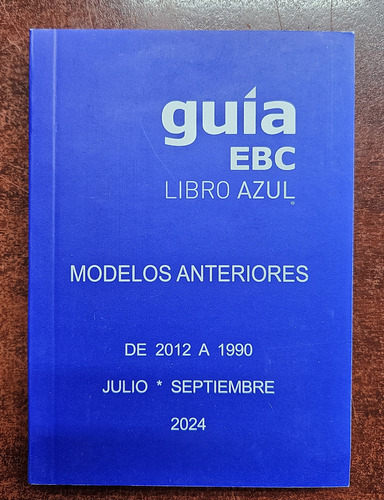 guía
EBC
LIBRO AZUL®
MODELOS ANTERIORES
DE 2012 A 1990
JULIO * SEPTIEMBRE
2024